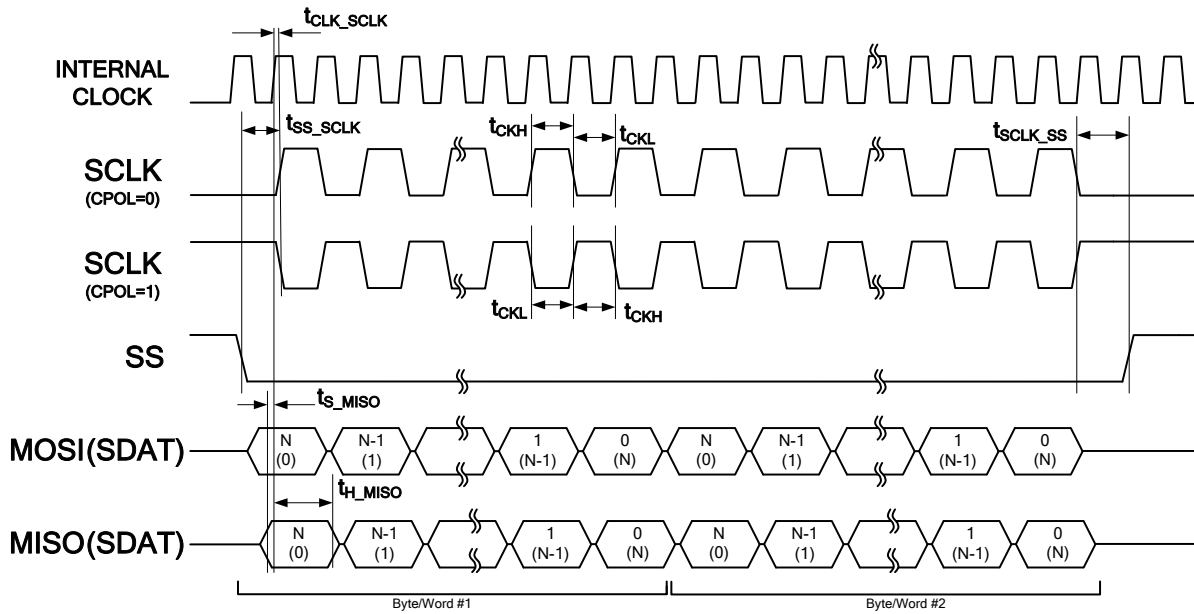 tCLK_SCLK
INTERNAL
CLOCK
tSS_SCLK
tCKH
tCKL
tSCLK_SS
SCLK
(CPOL=0)
SCLK
(CPOL=1)
tCKL
tCKH
SS
tS_MISO
MOSI(SDAT)
N
(0)
N-1
(1)
1
(N-1)
0
(N)
N
(0)
N-1
(1)
1
(N-1)
0
(N)
tH_MISO
MISO(SDAT)
N
(0)
N-1
(1)
1
(N-1)
0
(N)
N
(0)
N-1
(1)
1
(N-1)
0
(N)
Byte/Word #1
Byte/Word #2